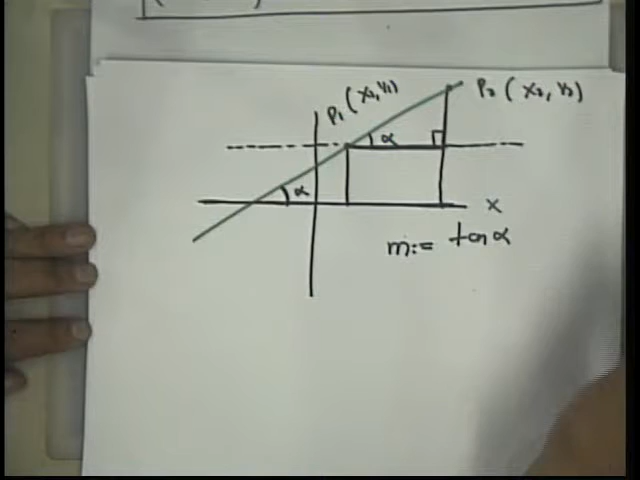 P₁ (x₁, y₁)
P₂ (x₂, y₂)
α
α
x
m := tan α